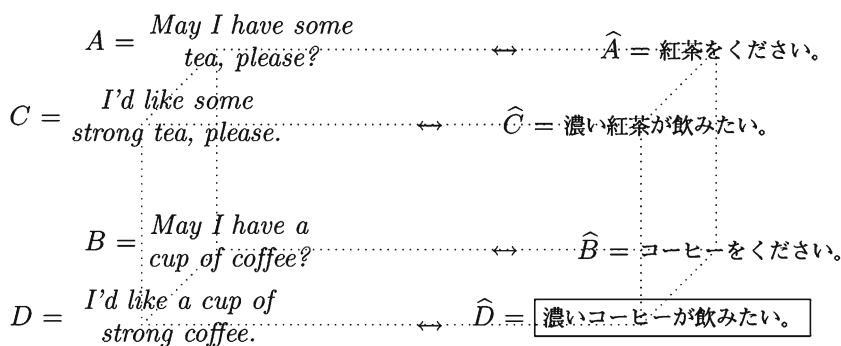 A = May I have some
tea, please? ↔ Â = 紅茶をください。
C = I'd like some
strong tea, please. ↔ Ĉ = 濃い紅茶が飲みたい。
B = May I have a
cup of coffee? ↔ B̂ = コーヒーをください。
D = I'd like a cup of
strong coffee. ↔ D̂ = 濃いコーヒーが飲みたい。